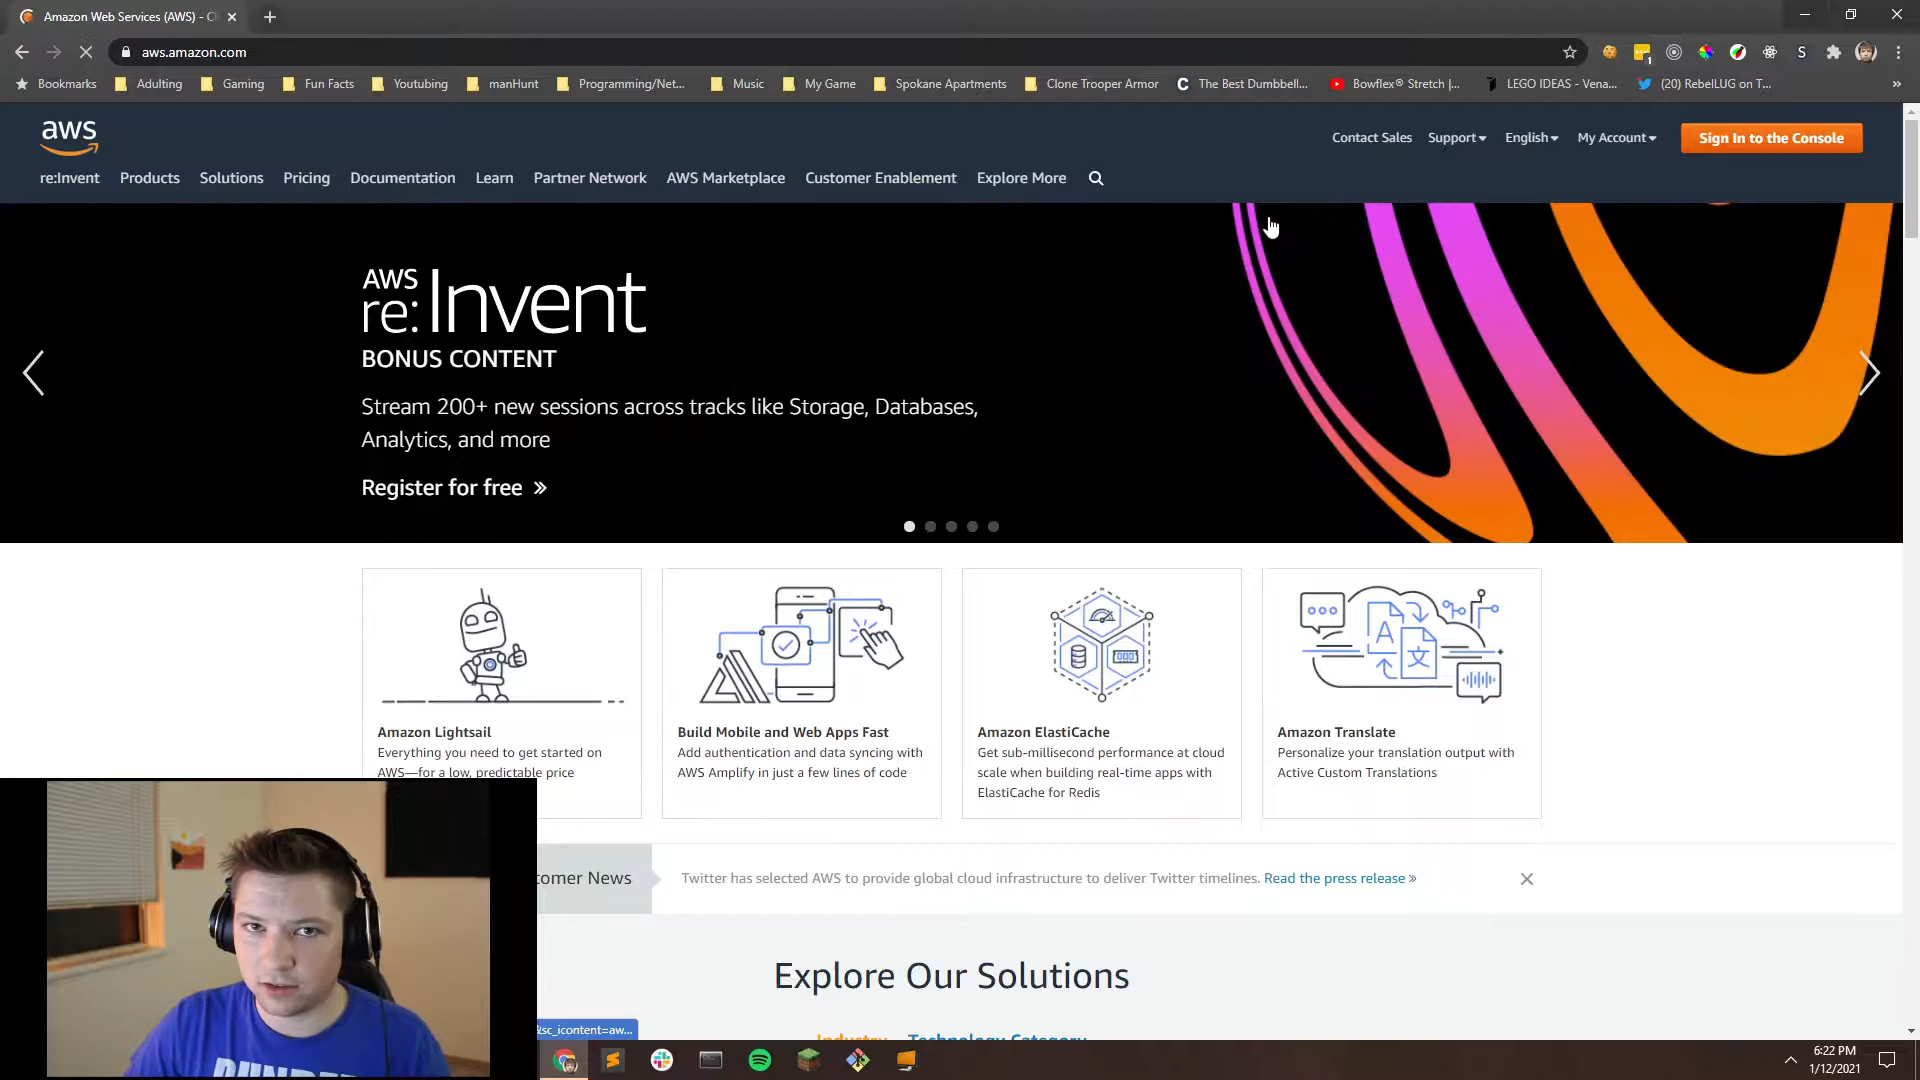 Amazon Web Services (AWS) - Cl
aws.amazon.com
1
S
Bookmarks
Adulting
Gaming
Fun Facts
Youtubing
manHunt
Programming/Net...
Music
My Game
Spokane Apartments
Clone Trooper Armor
The Best Dumbbell...
Bowflex® Stretch |...
LEGO IDEAS - Vena...
(20) RebelLUG on T...
»
aws
Contact Sales
Support
English
My Account
Sign In to the Console
re:Invent
Products
Solutions
Pricing
Documentation
Learn
Partner Network
AWS Marketplace
Customer Enablement
Explore More
AWS
re:Invent
BONUS CONTENT
Stream 200+ new sessions across tracks like Storage, Databases,
Analytics, and more
Register for free »
A
文
Amazon Lightsail
Everything you need to get started on
AWS—for a low, predictable price
Build Mobile and Web Apps Fast
Add authentication and data syncing with
AWS Amplify in just a few lines of code
Amazon ElastiCache
Get sub-millisecond performance at cloud
scale when building real-time apps with
ElastiCache for Redis
Amazon Translate
Personalize your translation output with
Active Custom Translations
tomer News
Twitter has selected AWS to provide global cloud infrastructure to deliver Twitter timelines. Read the press release »
Explore Our Solutions
Industry
Technology Category
&sc_icontent=aw...
6:22 PM
1/12/2021